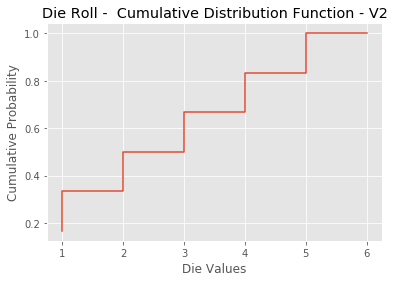 Die Roll -  Cumulative Distribution Function - V2
1.0
0.8
0.6
0.4
0.2
Cumulative Probability
1 2 3 4 5 6
Die Values